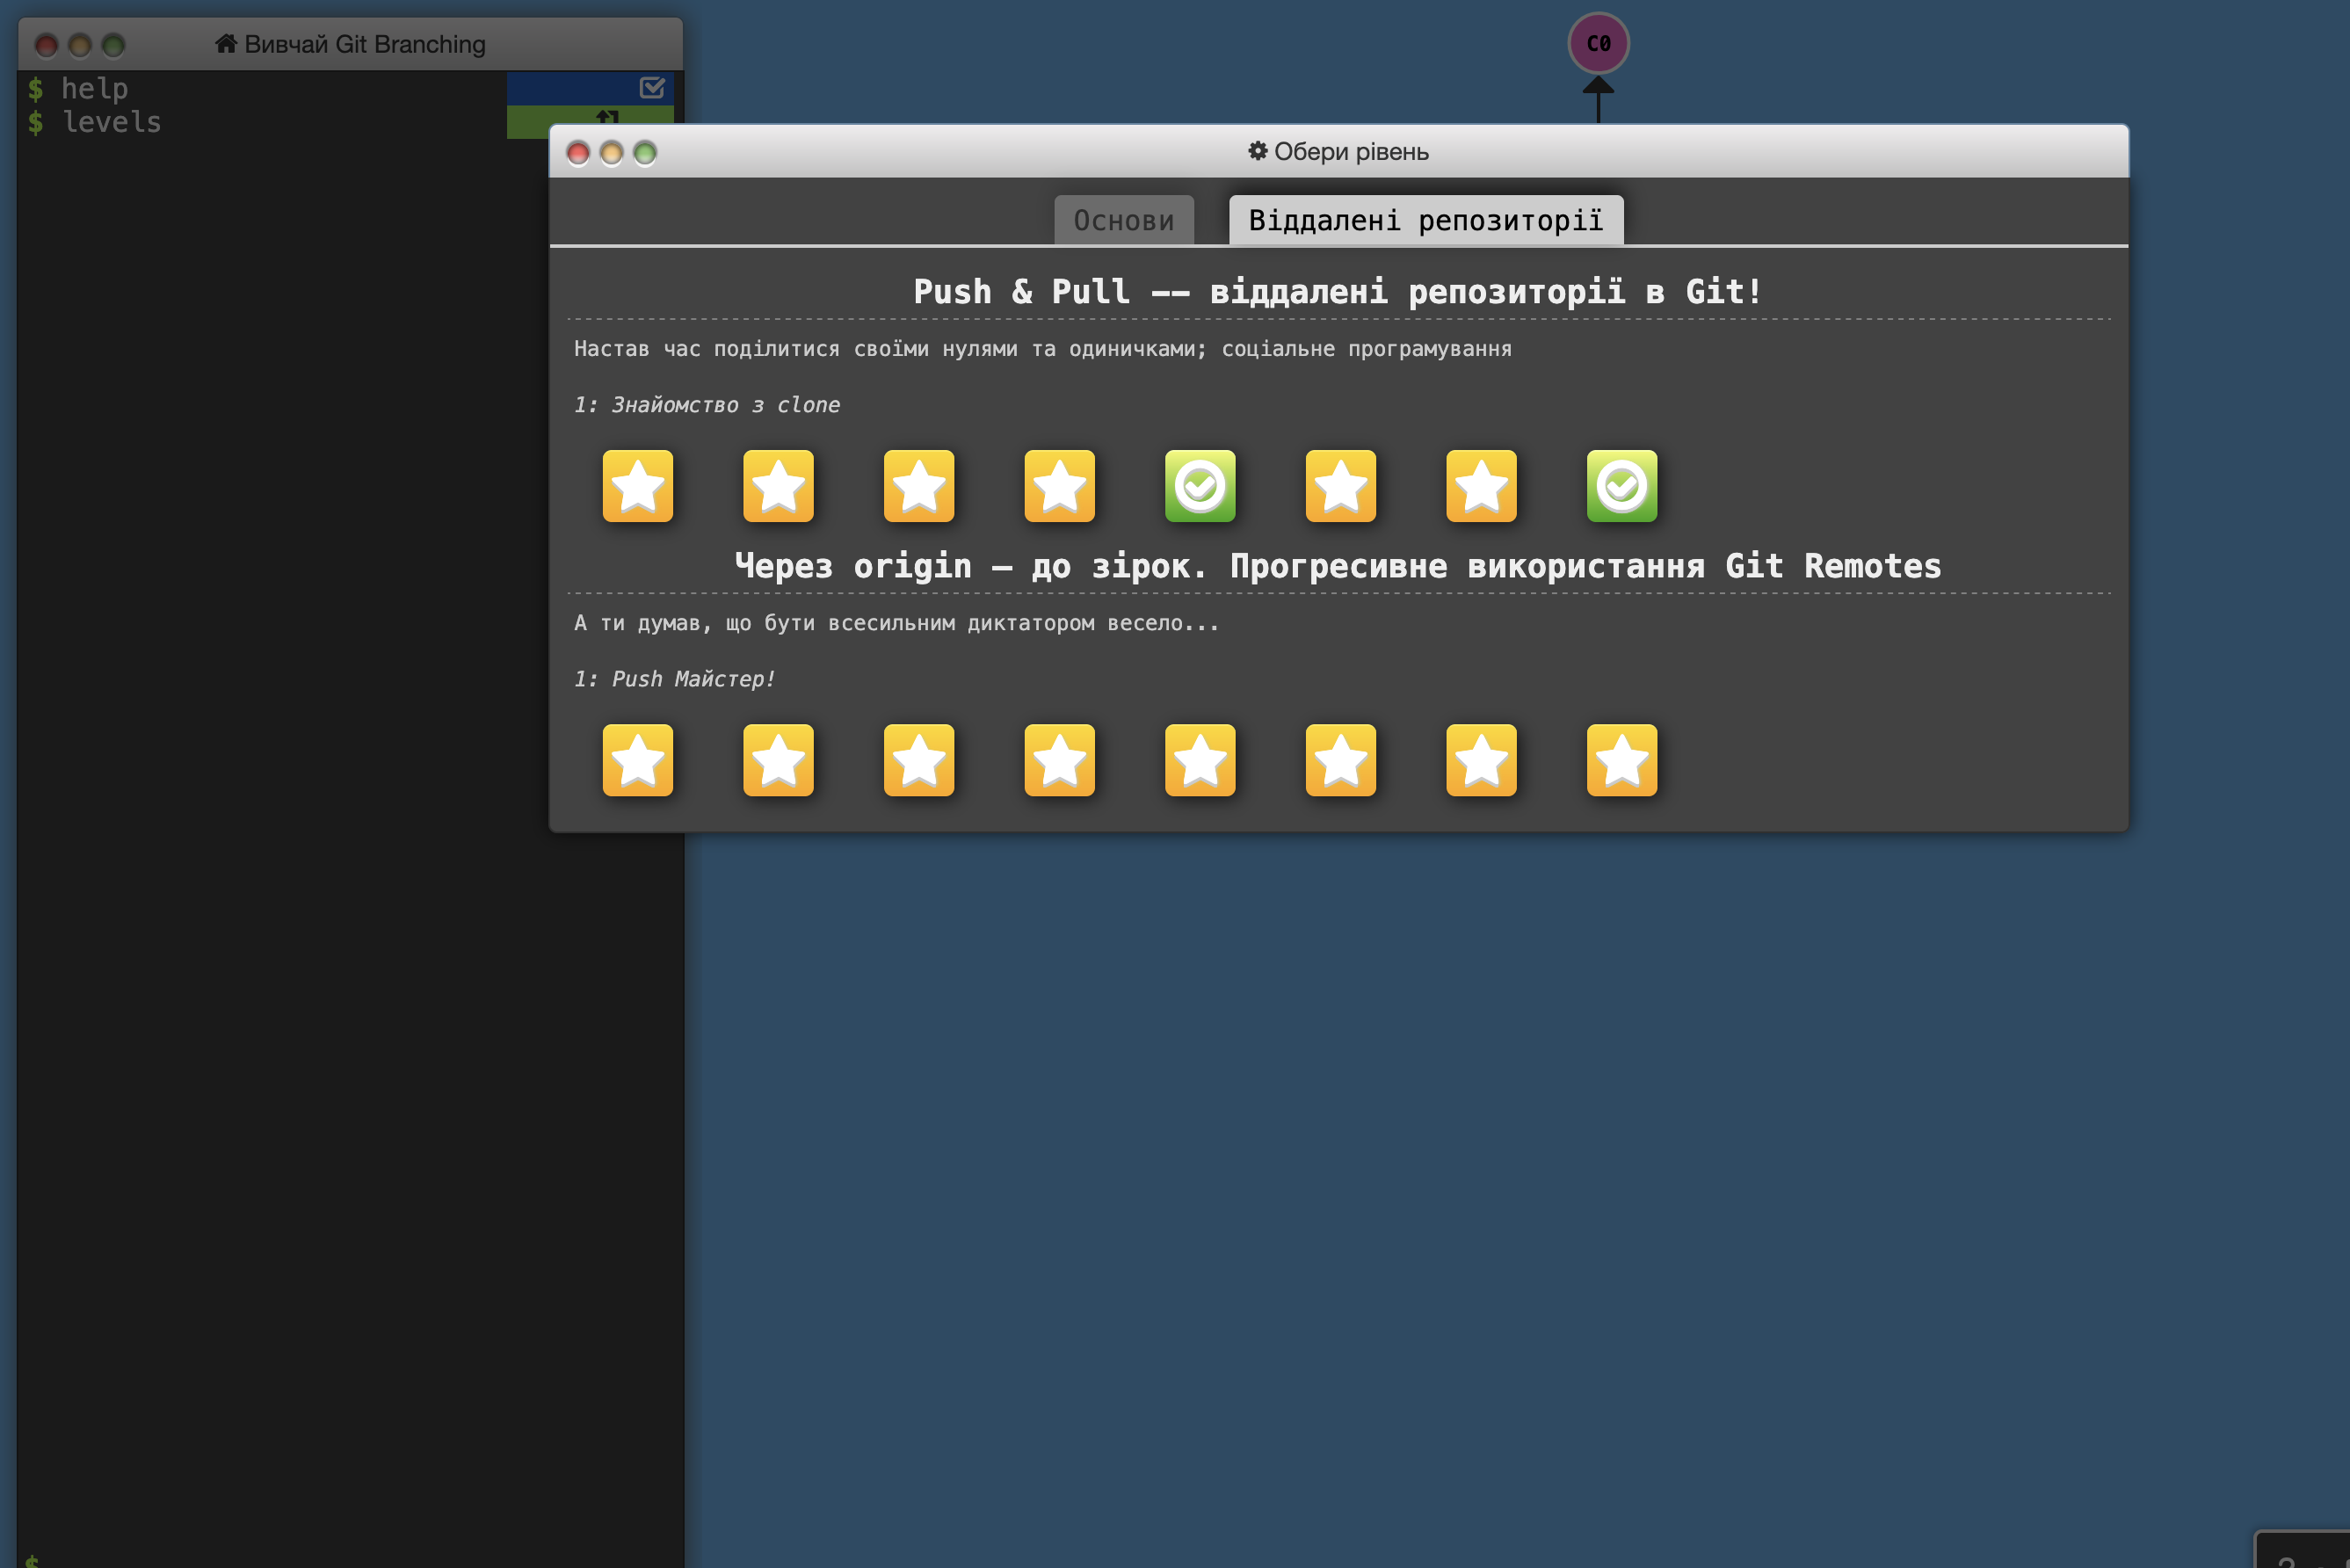 Вивчай Git Branching
$ help
$ levels
C0
Обери рівень
Основи
Віддалені репозиторії
Push & Pull -- віддалені репозиторії в Git!
Настав час поділитися своїми нулями та одиничками; соціальне програмування
1: Знайомство з clone
Через origin – до зірок. Прогресивне використання Git Remotes
А ти думав, що бути всесильним диктатором весело...
1: Push Майстер!
$